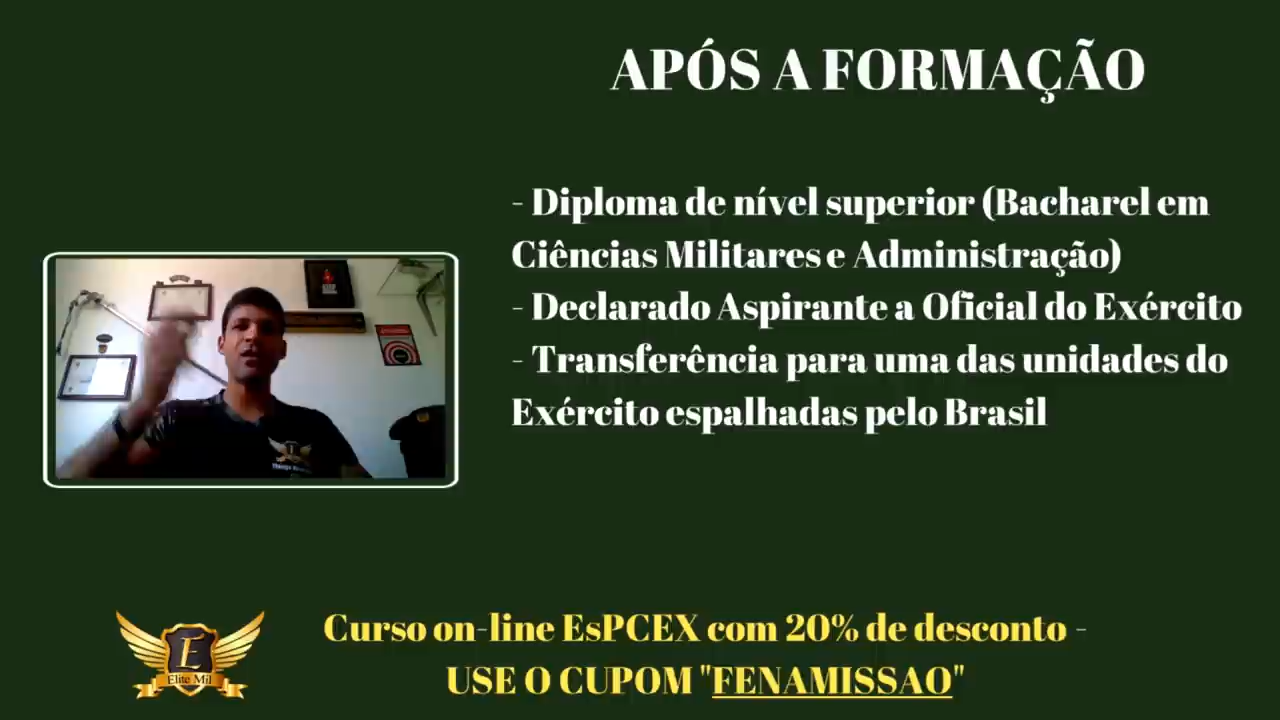 APÓS A FORMAÇÃO
- Diploma de nível superior (Bacharel em
Ciências Militares e Administração)
- Declarado Aspirante a Oficial do Exército
- Transferência para uma das unidades do
Exército espalhadas pelo Brasil
E
Elite Mil
Curso on-line EsPCEX com 20% de desconto -
USE O CUPOM "FENAMISSAO"